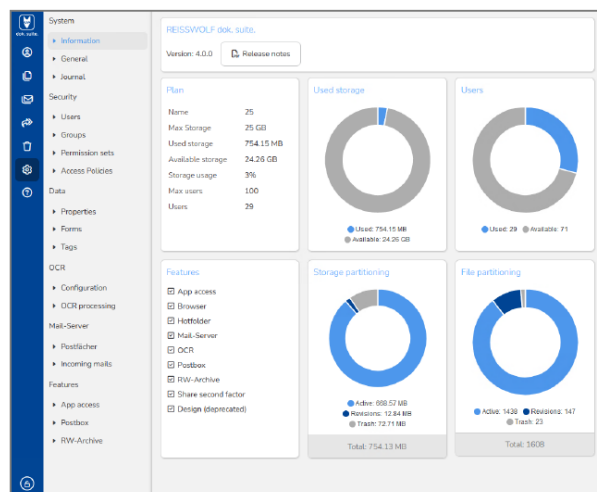 dok. suite.
System
Information
General
Journal
Security
Users
Groups
Permission sets
Access Policies
Data
Properties
Forms
Tags
OCR
Configuration
OCR processing
Mail-Server
Postfächer
Incoming mails
Features
App access
Postbox
RW-Archive
REISSWOLF dok. suite.
Version: 4.0.0 Release notes
Plan
Name 25
Max Storage 25 GB
Used storage 754.15 MB
Available storage 24.26 GB
Storage usage 3%
Max users 100
Users 29
Used storage
Used: 754.15 MB
Available: 24.26 GB
Users
Used: 29 Available: 71
Features
App access
Browser
Hotfolder
Mail-Server
OCR
Postbox
RW-Archive
Share second factor
Design (deprecated)
Storage partitioning
Active: 668.57 MB
Revisions: 12.84 MB
Trash: 72.71 MB
Total: 754.13 MB
File partitioning
Active: 1438 Revisions: 147
Trash: 23
Total: 1608